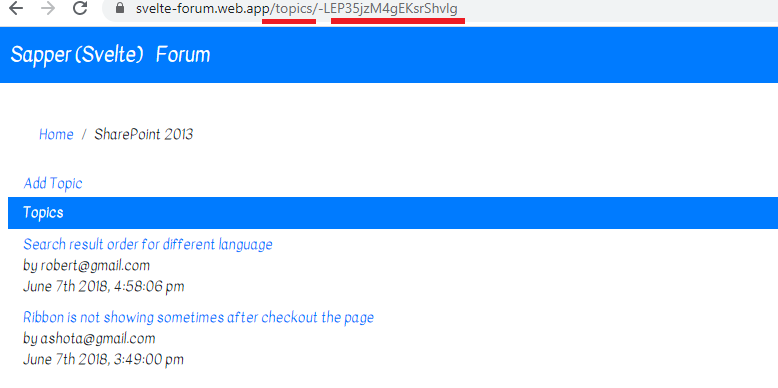 svelte-forum.web.app/topics/-LEP35jzM4gEKsrShvlg
Sapper (Svelte) Forum
Home / SharePoint 2013
Add Topic
Topics
Search result order for different language
by robert@gmail.com
June 7th 2018, 4:58:06 pm
Ribbon is not showing sometimes after checkout the page
by ashota@gmail.com
June 7th 2018, 3:49:00 pm